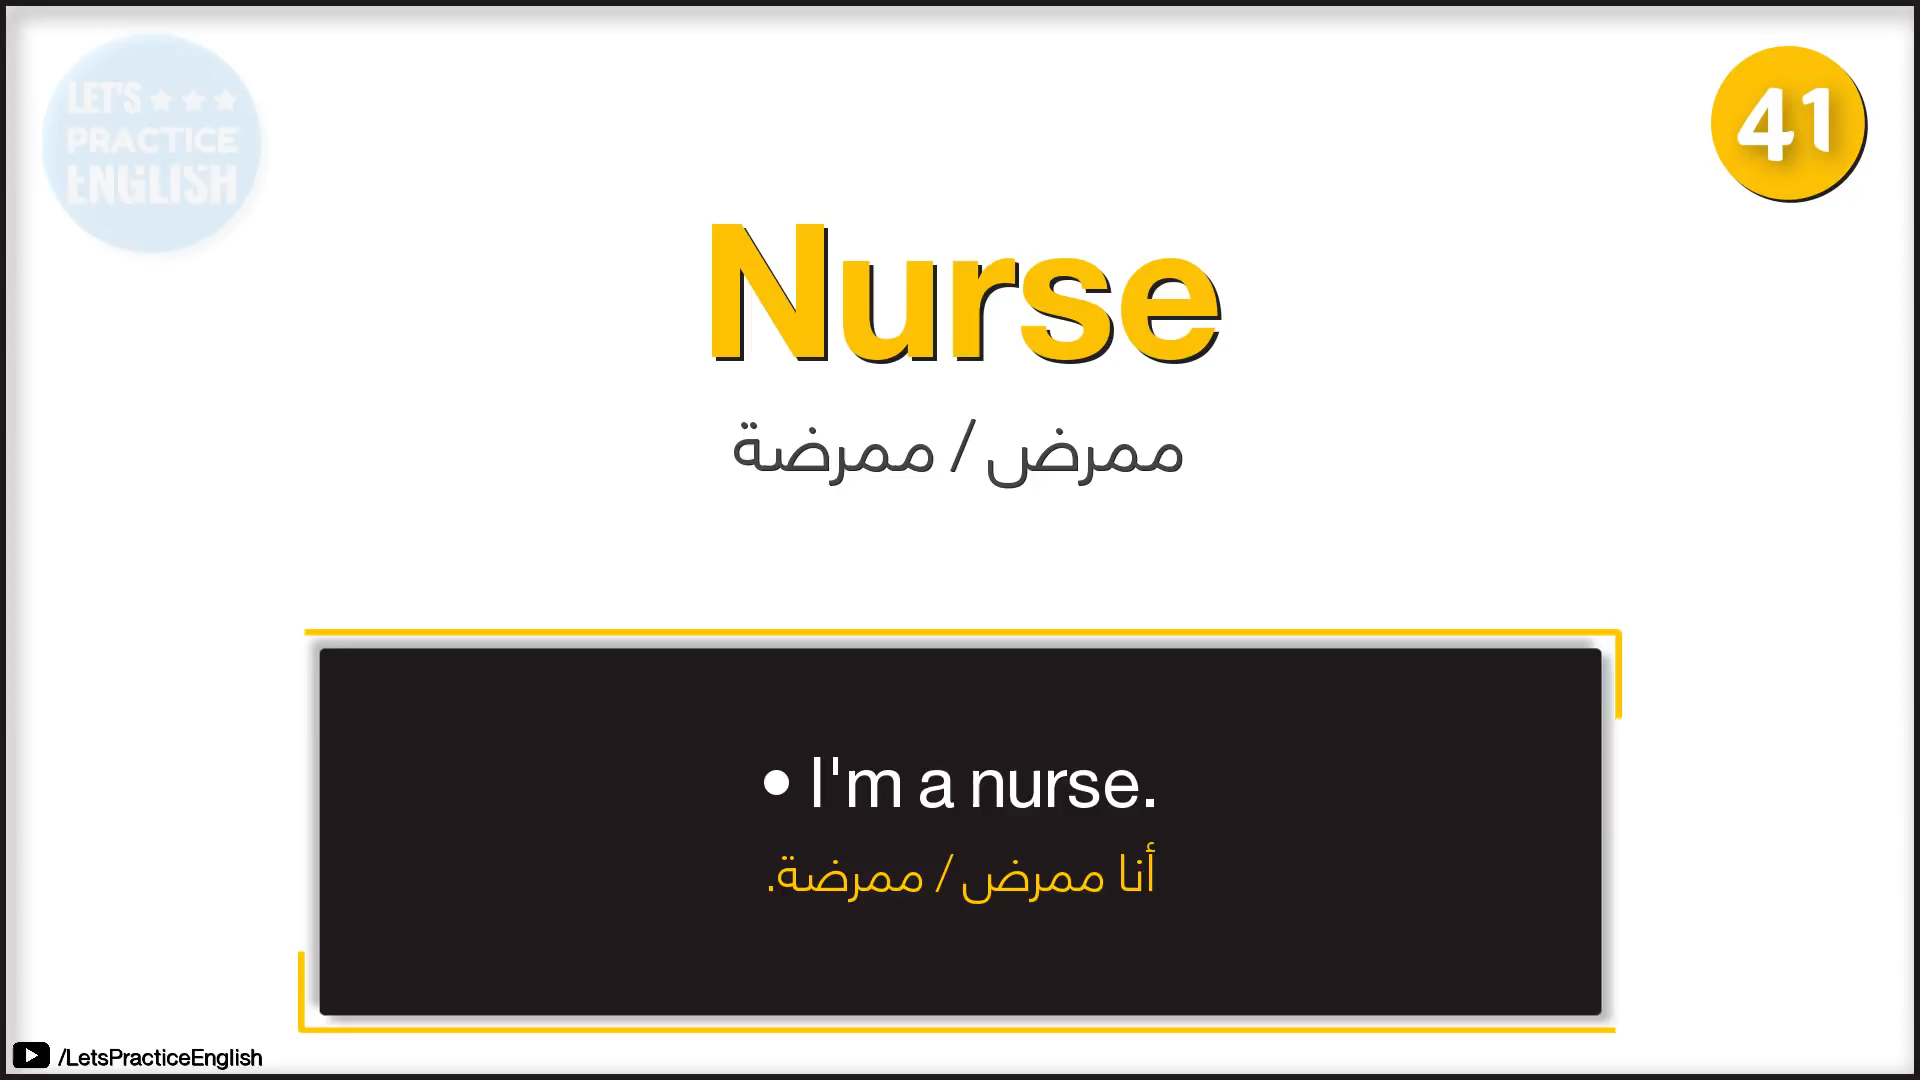 LET'S
PRACTICE
ENGLISH
41
Nurse
ممرض / ممرضة
• I'm a nurse.
أنا ممرض / ممرضة.
/LetsPracticeEnglish